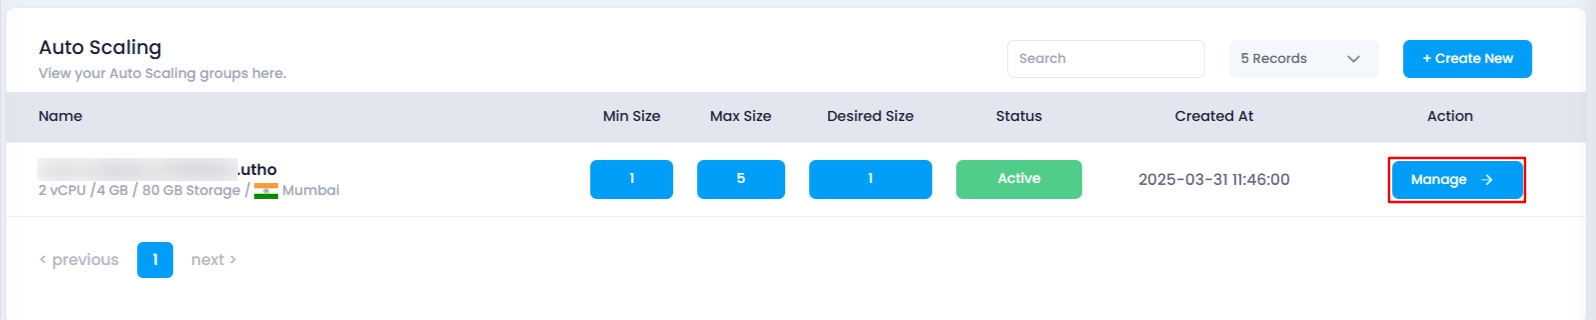 Auto Scaling
View your Auto Scaling groups here.
Search
5 Records
+ Create New
Name Min Size Max Size Desired Size Status Created At Action
.utho
2 vCPU /4 GB / 80 GB Storage / Mumbai
1 5 1 Active 2025-03-31 11:46:00 Manage →
< previous 1 next >